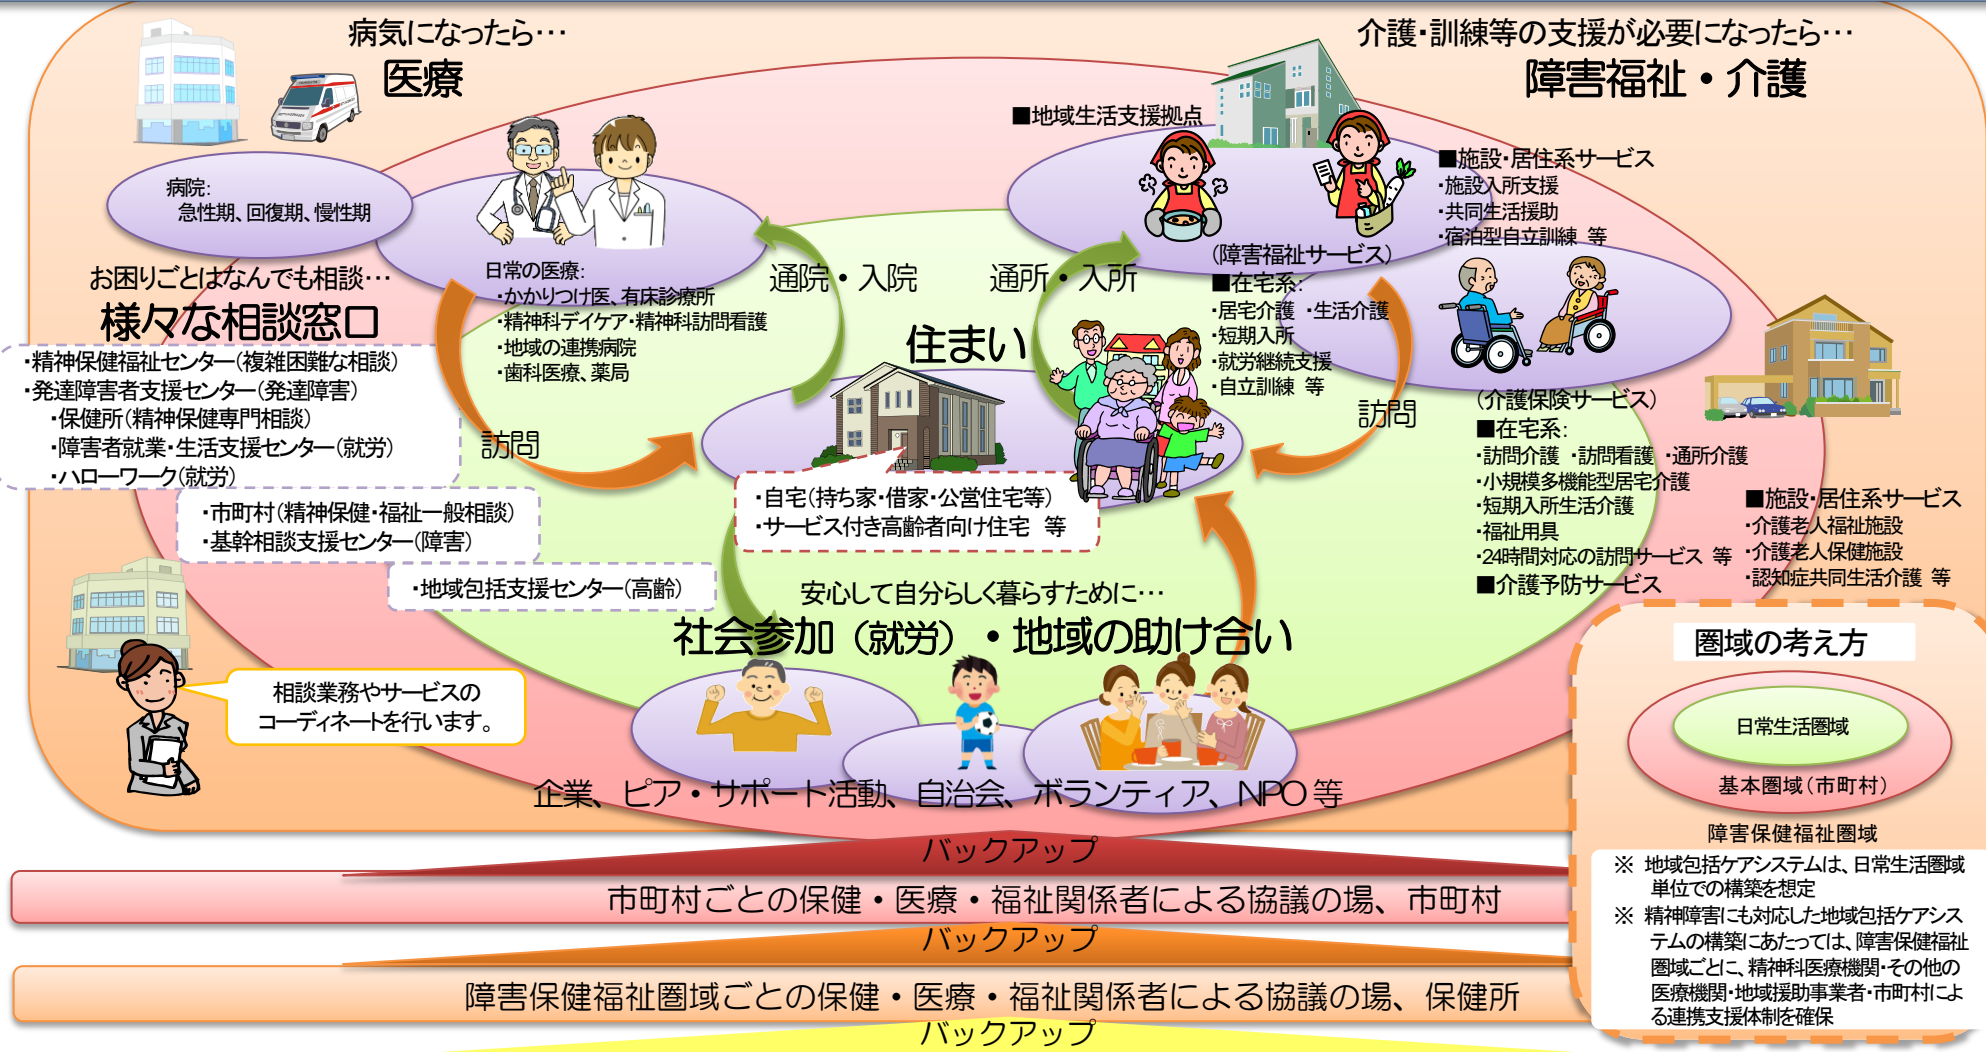 病気になったら…
医療
介護・訓練等の支援が必要になったら…
障害福祉・介護
病院:
急性期、回復期、慢性期
日常の医療:
・かかりつけ医、有床診療所
・精神科デイケア・精神科訪問看護
・地域の連携病院
・歯科医療、薬局
■地域生活支援拠点
■施設・居住系サービス
・施設入所支援
・共同生活援助
・宿泊型自立訓練 等
(障害福祉サービス)
■在宅系:
・居宅介護 ・生活介護
・短期入所
・就労継続支援
・自立訓練 等
お困りごとはなんでも相談…
様々な相談窓口
・精神保健福祉センター(複雑困難な相談)
・発達障害者支援センター(発達障害)
・保健所(精神保健専門相談)
・障害者就業・生活支援センター(就労)
・ハローワーク(就労)
・市町村(精神保健・福祉一般相談)
・基幹相談支援センター(障害)
・地域包括支援センター(高齢)
通院・入院
通所・入所
住まい
訪問
訪問
・自宅(持ち家・借家・公営住宅等)
・サービス付き高齢者向け住宅 等
(介護保険サービス)
■在宅系:
・訪問介護 ・訪問看護 ・通所介護
・小規模多機能型居宅介護
・短期入所生活介護
・福祉用具
・24時間対応の訪問サービス 等
■介護予防サービス
■施設・居住系サービス
・介護老人福祉施設
・介護老人保健施設
・認知症共同生活介護 等
安心して自分らしく暮らすために…
社会参加(就労)・地域の助け合い
相談業務やサービスの
コーディネートを行います。
企業、ピア・サポート活動、自治会、ボランティア、NPO等
バックアップ
市町村ごとの保健・医療・福祉関係者による協議の場、市町村
バックアップ
障害保健福祉圏域ごとの保健・医療・福祉関係者による協議の場、保健所
バックアップ
圏域の考え方
日常生活圏域
基本圏域(市町村)
障害保健福祉圏域
※ 地域包括ケアシステムは、日常生活圏域
単位での構築を想定
※ 精神障害にも対応した地域包括ケアシス
テムの構築にあたっては、障害保健福祉
圏域ごとに、精神科医療機関・その他の
医療機関・地域援助事業者・市町村によ
る連携支援体制を確保